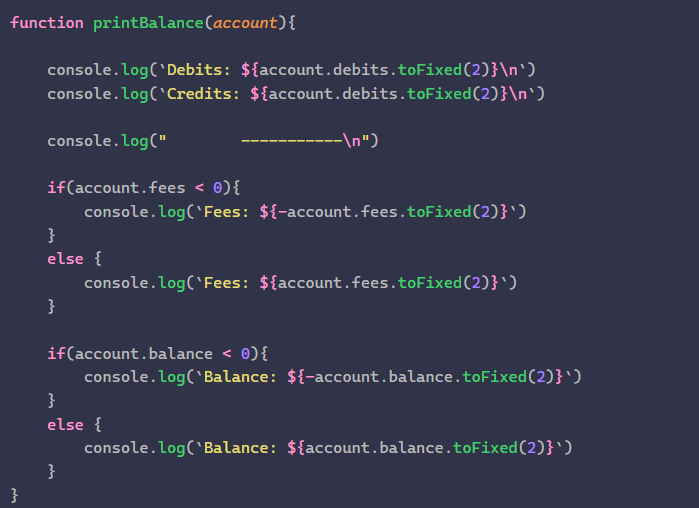 function printBalance(account){
console.log(`Debits: ${account.debits.toFixed(2)}\n`)
console.log(`Credits: ${account.debits.toFixed(2)}\n`)
console.log("        -----------\n")
if(account.fees < 0){
console.log(`Fees: ${-account.fees.toFixed(2)}`)
}
else {
console.log(`Fees: ${account.fees.toFixed(2)}`)
}
if(account.balance < 0){
console.log(`Balance: ${-account.balance.toFixed(2)}`)
}
else {
console.log(`Balance: ${account.balance.toFixed(2)}`)
}
}